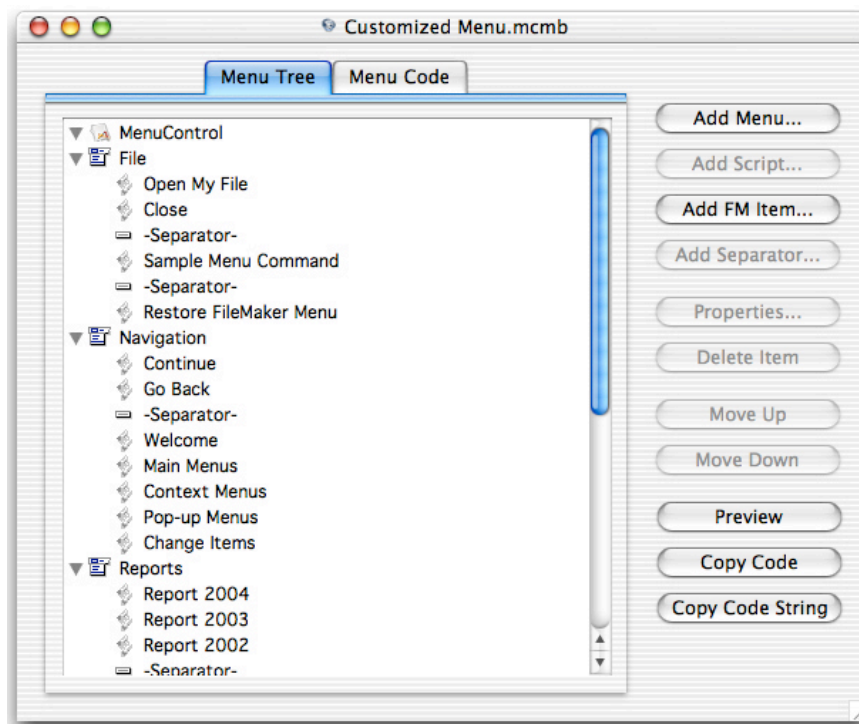 Customized Menu.mcmb
Menu Tree
Menu Code
MenuControl
File
Open My File
Close
-Separator-
Sample Menu Command
-Separator-
Restore FileMaker Menu
Navigation
Continue
Go Back
-Separator-
Welcome
Main Menus
Context Menus
Pop-up Menus
Change Items
Reports
Report 2004
Report 2003
Report 2002
-Separator-
Add Menu...
Add Script...
Add FM Item...
Add Separator...
Properties...
Delete Item
Move Up
Move Down
Preview
Copy Code
Copy Code String